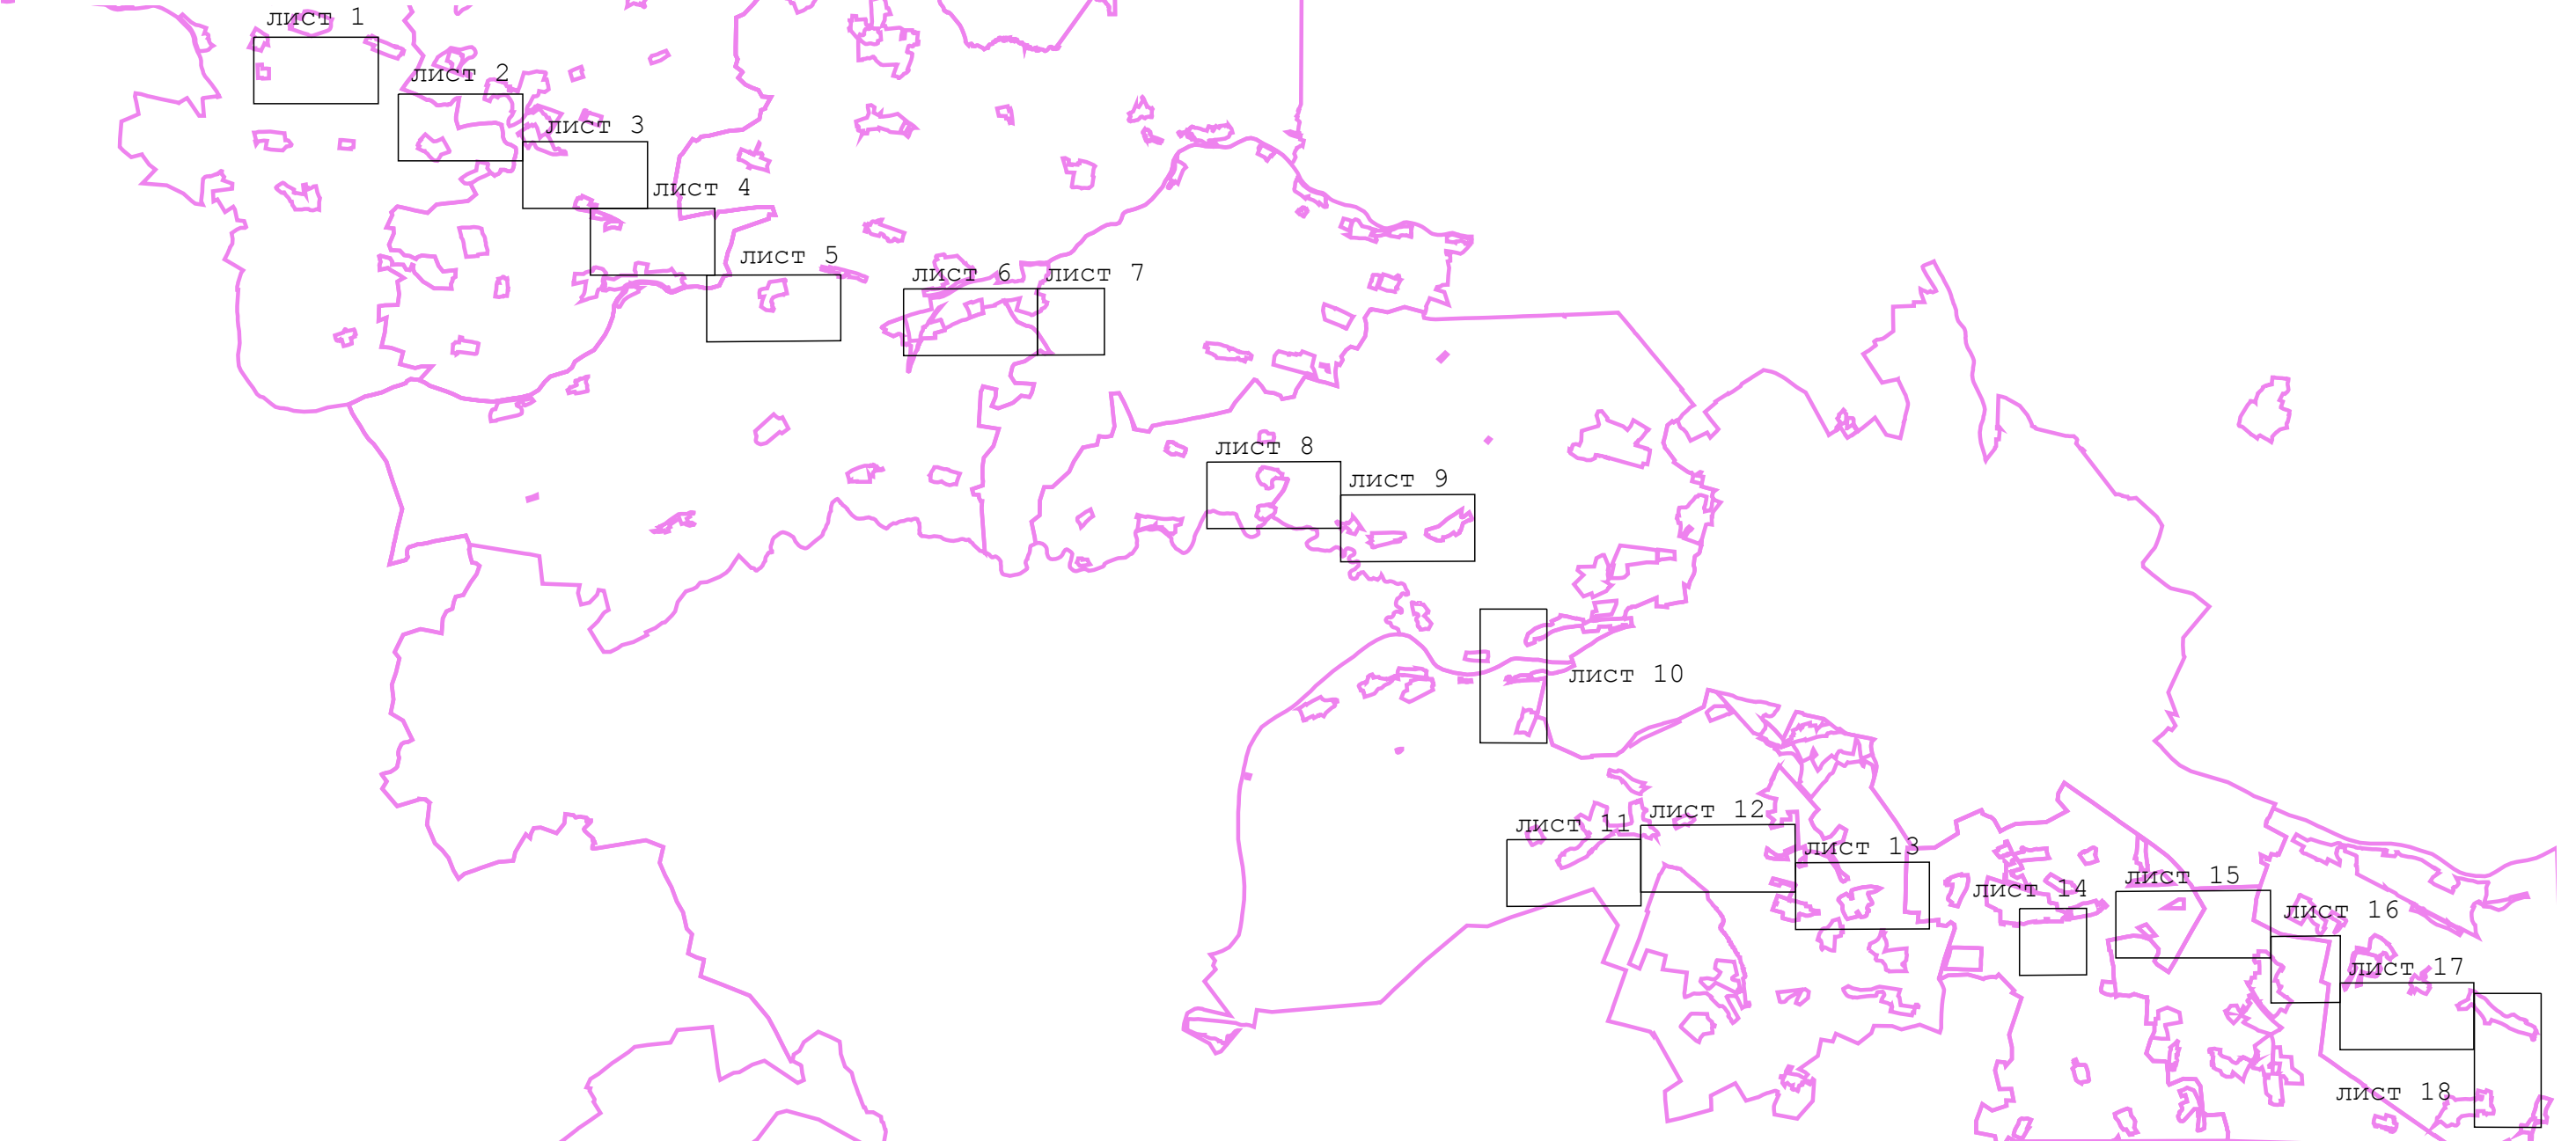 лист 1
лист 2
лист 3
лист 4
лист 5
лист 6
лист 7
лист 8
лист 9
лист 10
лист 11
лист 12
лист 13
лист 14
лист 15
лист 16
лист 17
лист 18